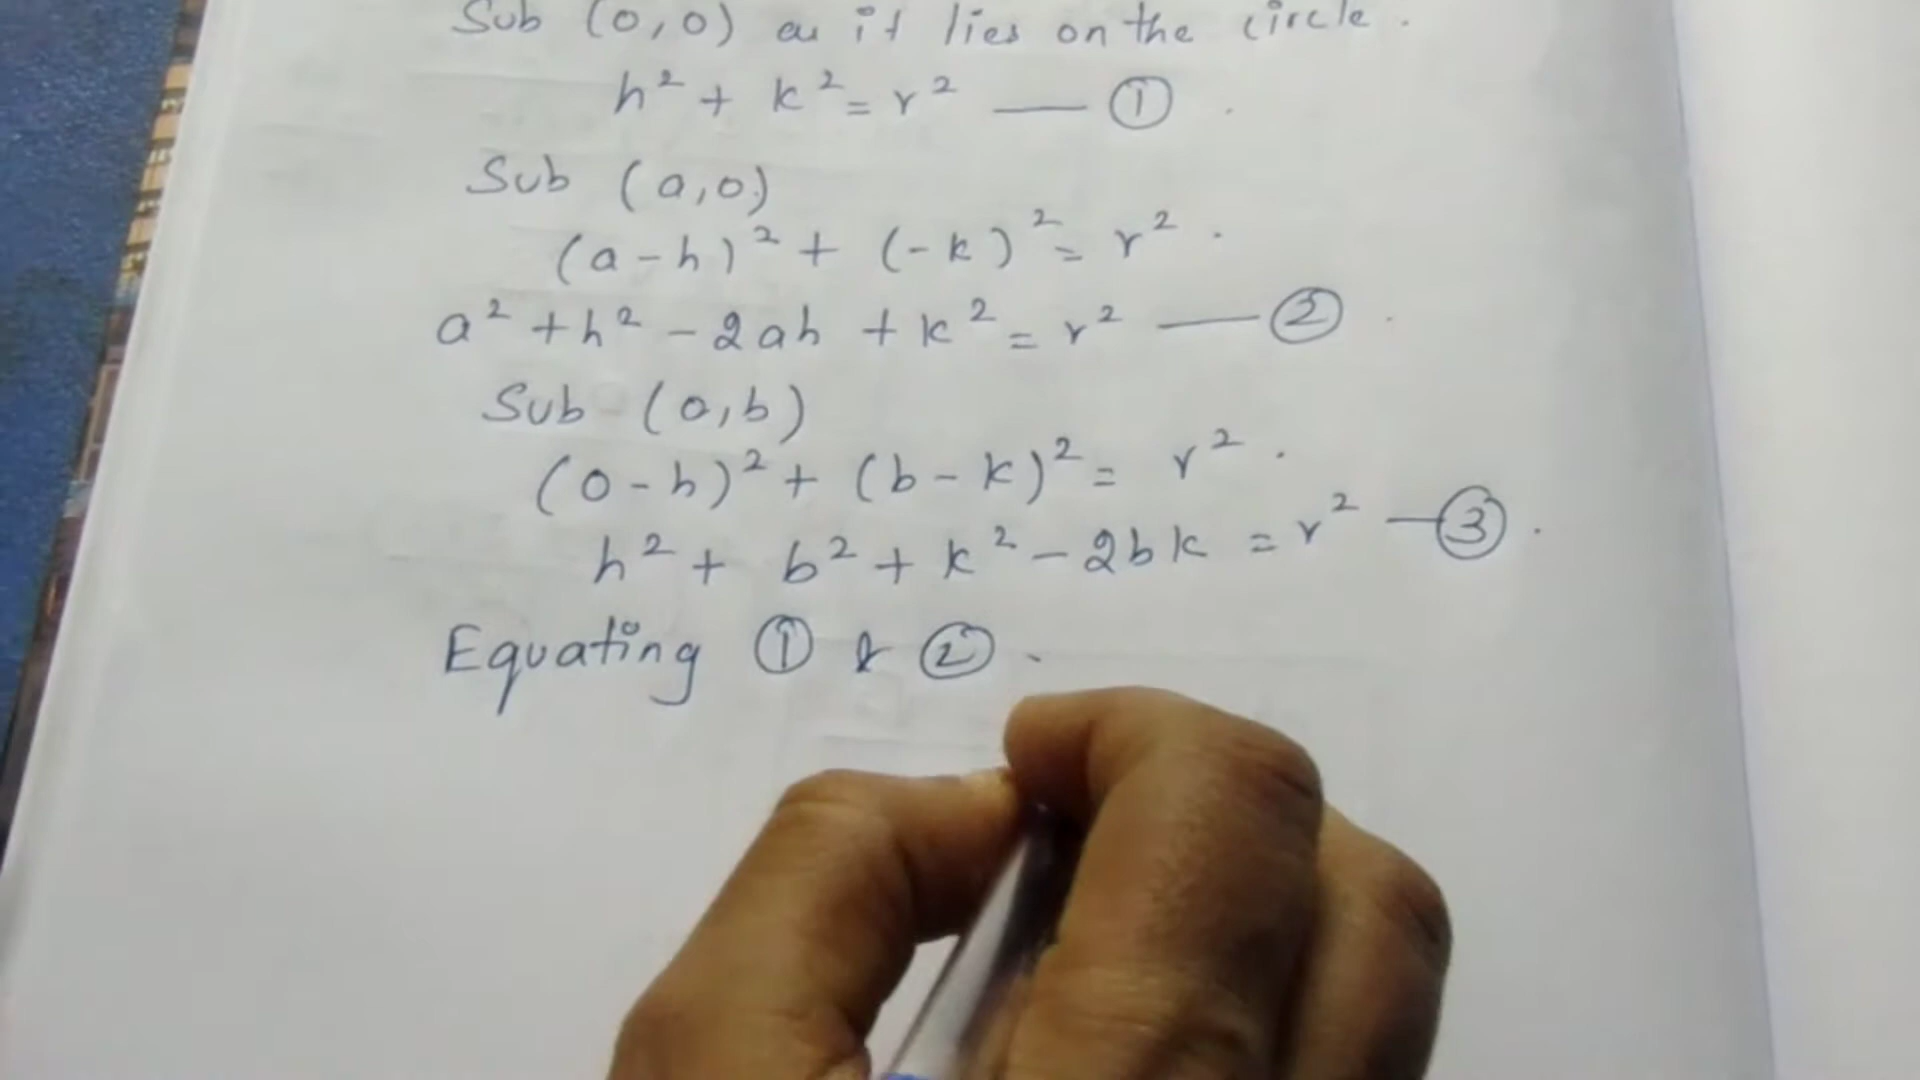 Sub (0,0) as it lies on the circle.
h² + k² = r² — ①
Sub (a,0)
(a-h)² + (-k)² = r².
a² + h² - 2ah + k² = r² — ②
Sub (0,b)
(0-h)² + (b-k)² = r².
h² + b² + k² - 2bk = r² — ③.
Equating ① & ②.